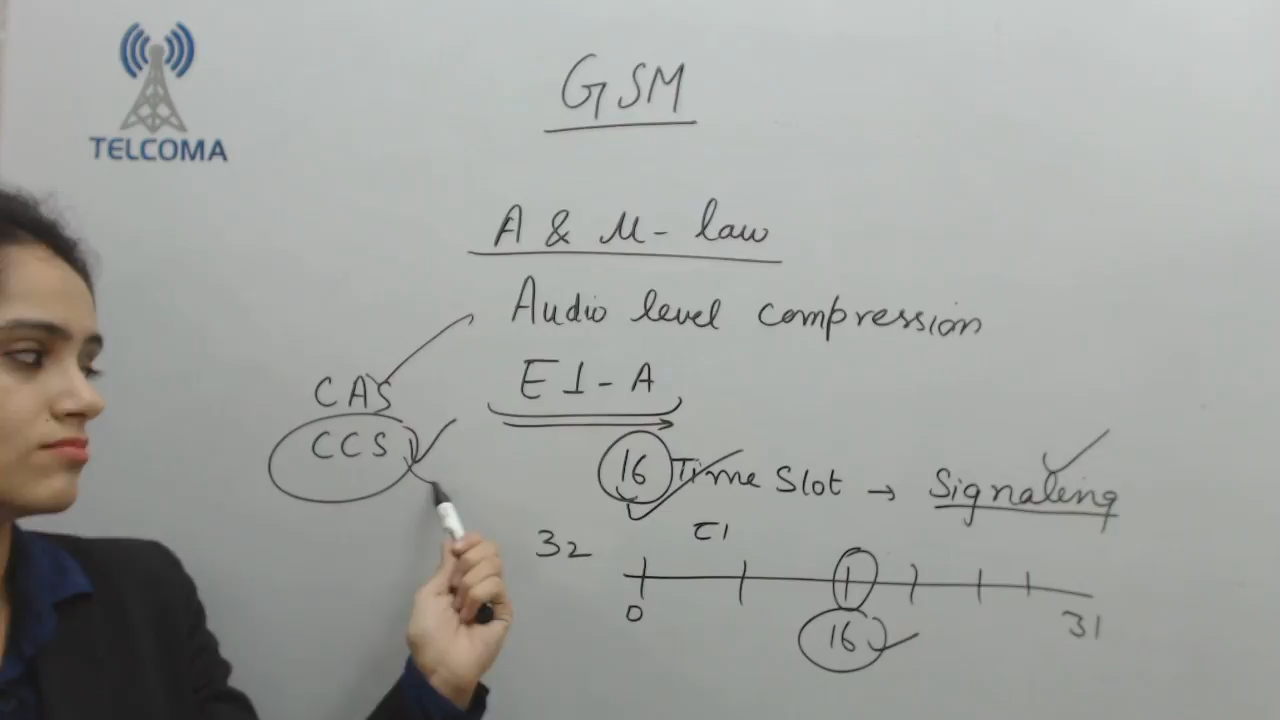 TELCOMA
GSM
A & M- law
Audio level compression
CAS
E1-A
CCS
16 Time Slot → Signaling
32
E1
0
16
31